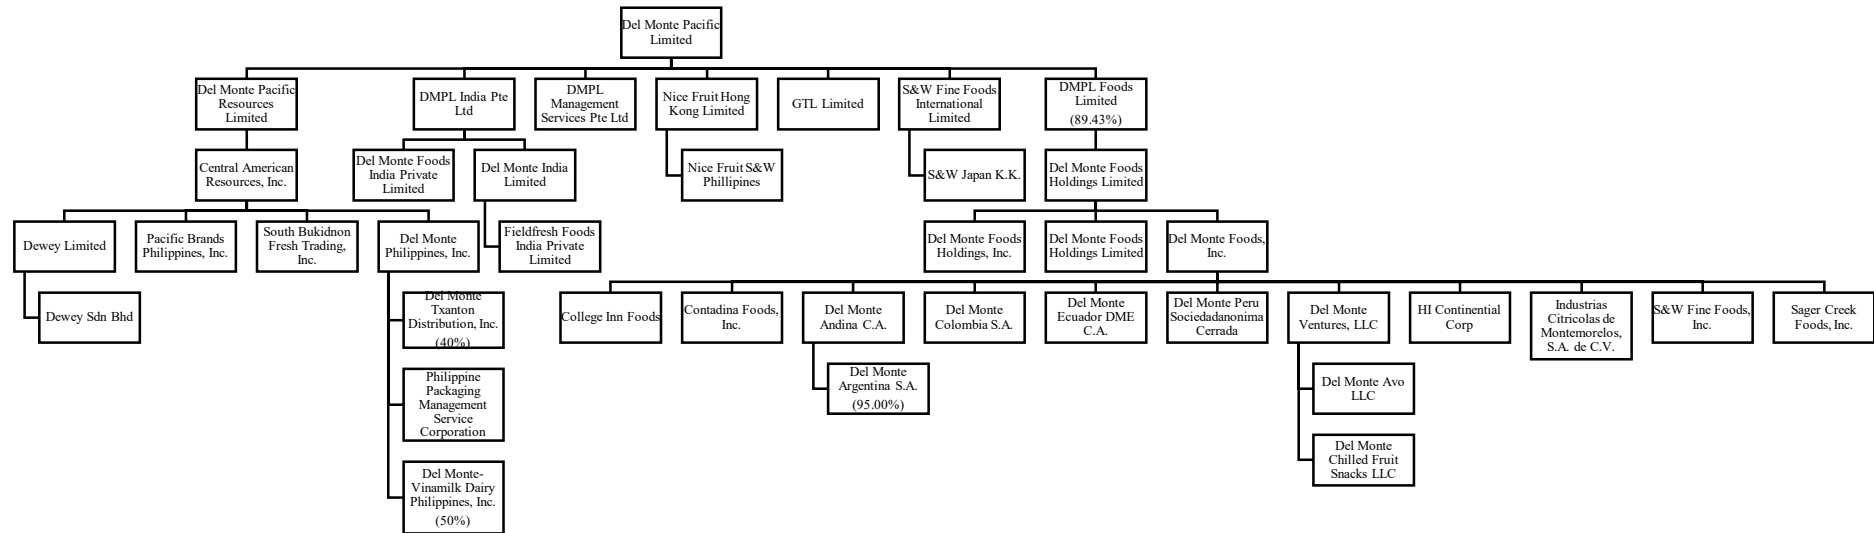 Del Monte Pacific
Limited
Del Monte Pacific
Resources
Limited
DMPL India Pte
Ltd
DMPL
Management
Services Pte Ltd
Nice Fruit Hong
Kong Limited
GTL Limited
S&W Fine Foods
International
Limited
DMPL Foods
Limited
(89.43%)
Central American
Resources, Inc.
Del Monte Foods
India Private
Limited
Del Monte India
Limited
Nice Fruit S&W
Phillipines
S&W Japan K.K.
Del Monte Foods
Holdings Limited
Dewey Limited
Pacific Brands
Philippines, Inc.
South Bukidnon
Fresh Trading,
Inc.
Del Monte
Philippines, Inc.
Fieldfresh Foods
India Private
Limited
Del Monte Foods
Holdings, Inc.
Del Monte Foods
Holdings Limited
Del Monte Foods,
Inc.
Dewey Sdn Bhd
Del Monte
Txanton
Distribution, Inc.
(40%)
College Inn Foods
Contadina Foods,
Inc.
Del Monte
Andina C.A.
Del Monte
Colombia S.A.
Del Monte
Ecuador DME
C.A.
Del Monte Peru
Sociedadanonima
Cerrada
Del Monte
Ventures, LLC
HI Continental
Corp
Industrias
Citricolas de
Montemorelos,
S.A. de C.V.
S&W Fine Foods,
Inc.
Sager Creek
Foods, Inc.
Philippine
Packaging
Management
Service
Corporation
Del Monte
Argentina S.A.
(95.00%)
Del Monte Avo
LLC
Del Monte
Chilled Fruit
Snacks LLC
Del Monte-
Vinamilk Dairy
Philippines, Inc.
(50%)